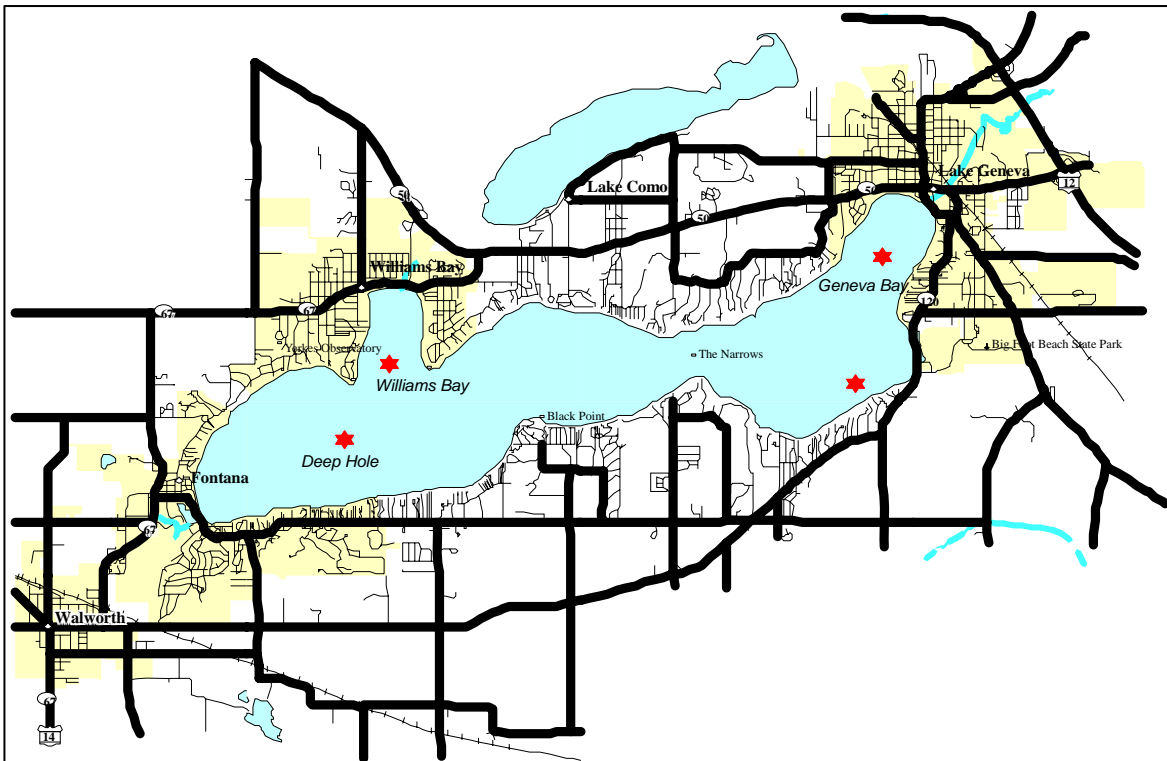 Lake Geneva
12
50
Lake Como
50
50
Williams Bay
Geneva Bay
120
67
67
Yerkes Observatory
The Narrows
Big Foot Beach State Park
Williams Bay
Black Point
Deep Hole
Fontana
67
Walworth
67
14